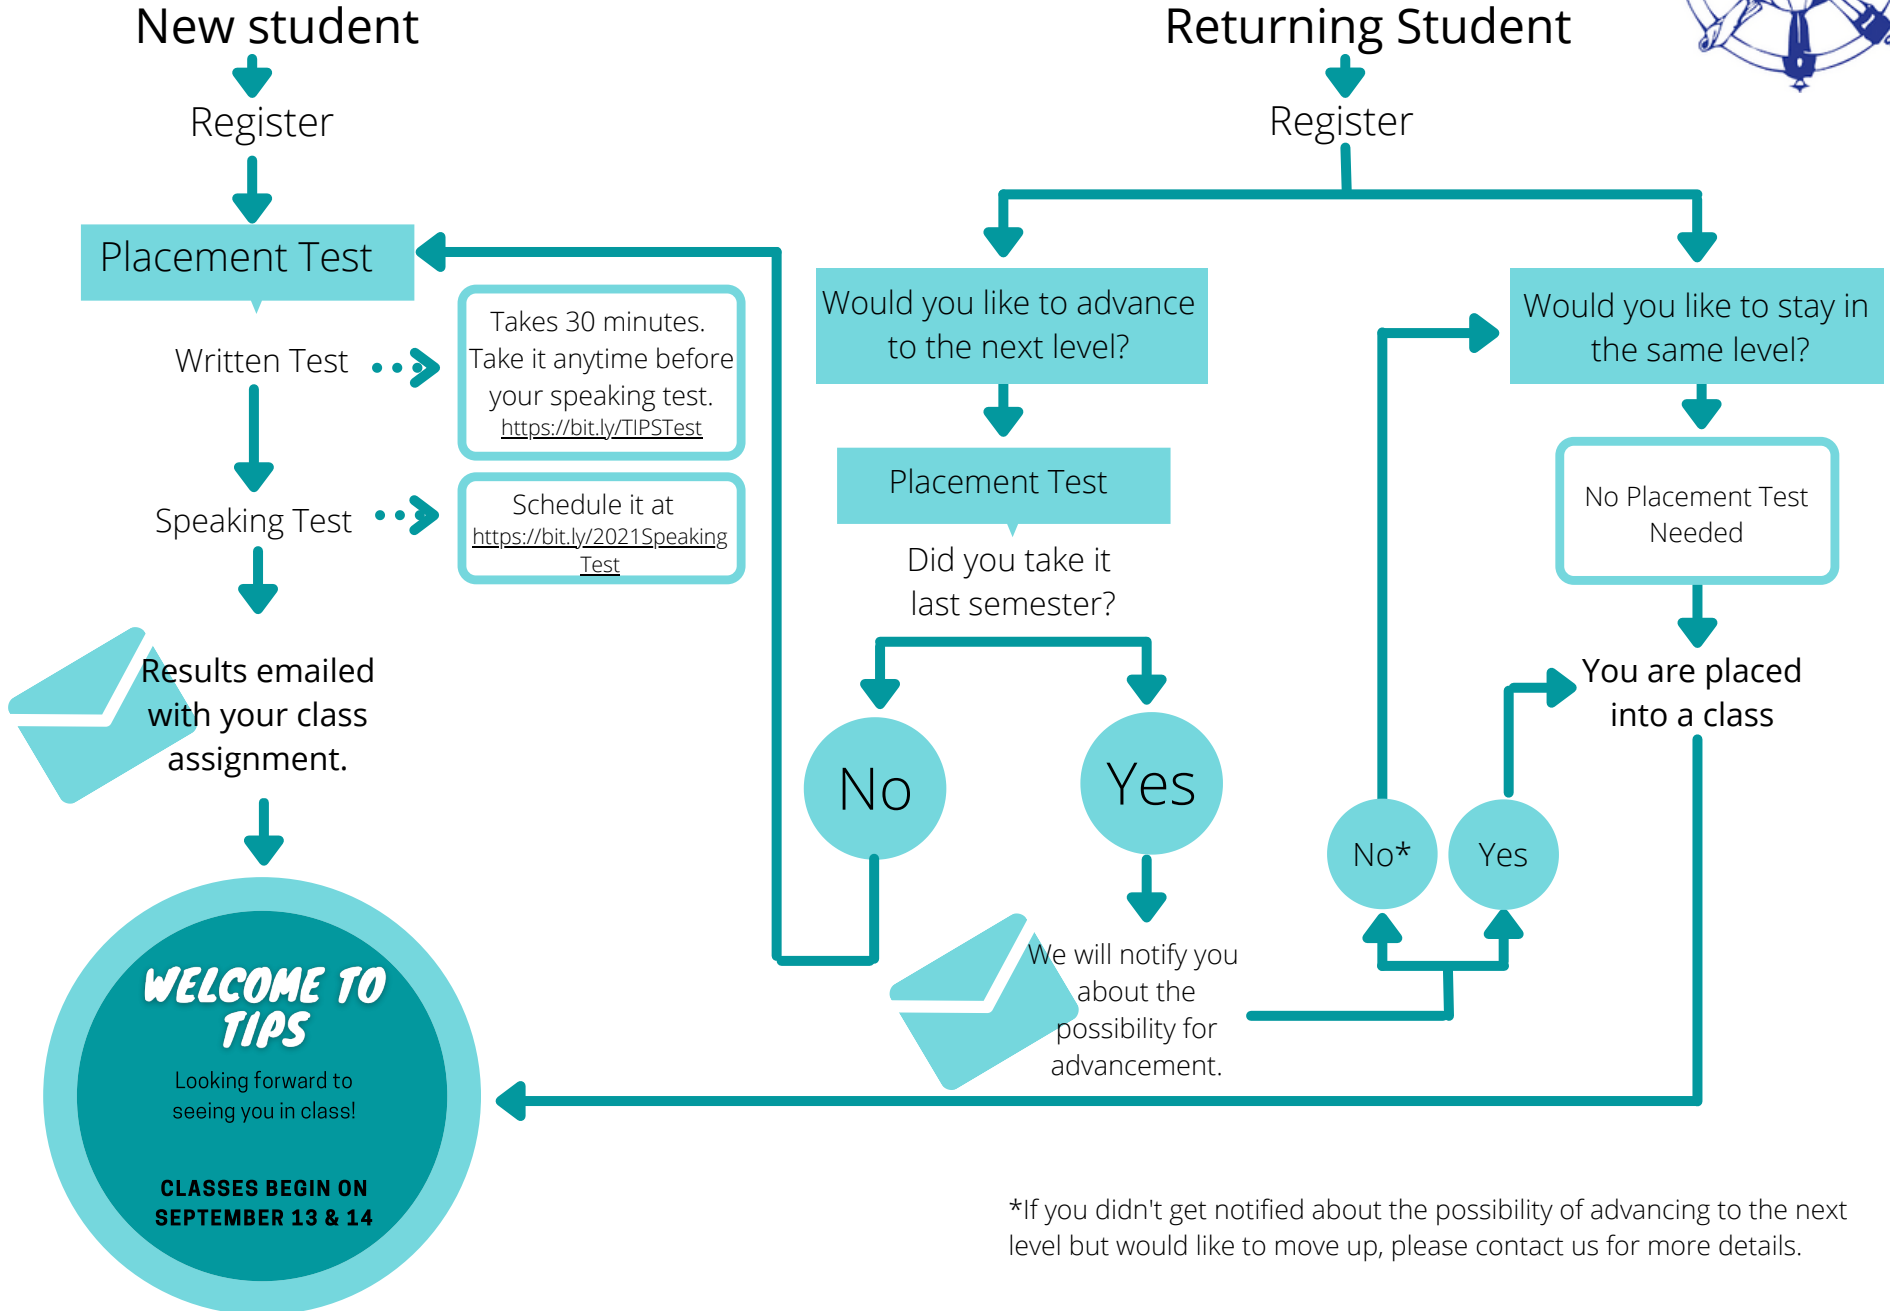 New student
Register
Placement Test
Written Test
Takes 30 minutes.
Take it anytime before
your speaking test.
https://bit.ly/TIPSTest
Speaking Test
Schedule it at
https://bit.ly/2021Speaking
Test
Results emailed
with your class
assignment.
WELCOME TO
TIPS
Looking forward to
seeing you in class!
CLASSES BEGIN ON
SEPTEMBER 13 & 14
Returning Student
Register
Would you like to advance
to the next level?
Placement Test
Did you take it
last semester?
No
Yes
We will notify you
about the
possibility for
advancement.
No*
Yes
Would you like to stay in
the same level?
No Placement Test
Needed
You are placed
into a class
*If you didn't get notified about the possibility of advancing to the next
level but would like to move up, please contact us for more details.